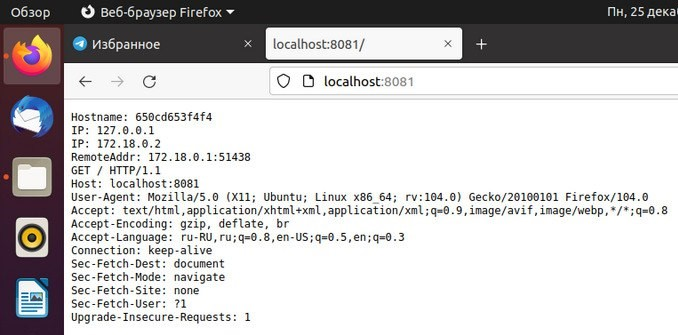 Обзор
Веб-браузер Firefox
Пн, 25 дека
Избранное
localhost:8081/
localhost:8081
Hostname: 650cd653f4f4
IP: 127.0.0.1
IP: 172.18.0.2
RemoteAddr: 172.18.0.1:51438
GET / HTTP/1.1
Host: localhost:8081
User-Agent: Mozilla/5.0 (X11; Ubuntu; Linux x86_64; rv:104.0) Gecko/20100101 Firefox/104.0
Accept: text/html,application/xhtml+xml,application/xml;q=0.9,image/avif,image/webp,*/*;q=0.8
Accept-Encoding: gzip, deflate, br
Accept-Language: ru-RU,ru;q=0.8,en-US;q=0.5,en;q=0.3
Connection: keep-alive
Sec-Fetch-Dest: document
Sec-Fetch-Mode: navigate
Sec-Fetch-Site: none
Sec-Fetch-User: ?1
Upgrade-Insecure-Requests: 1